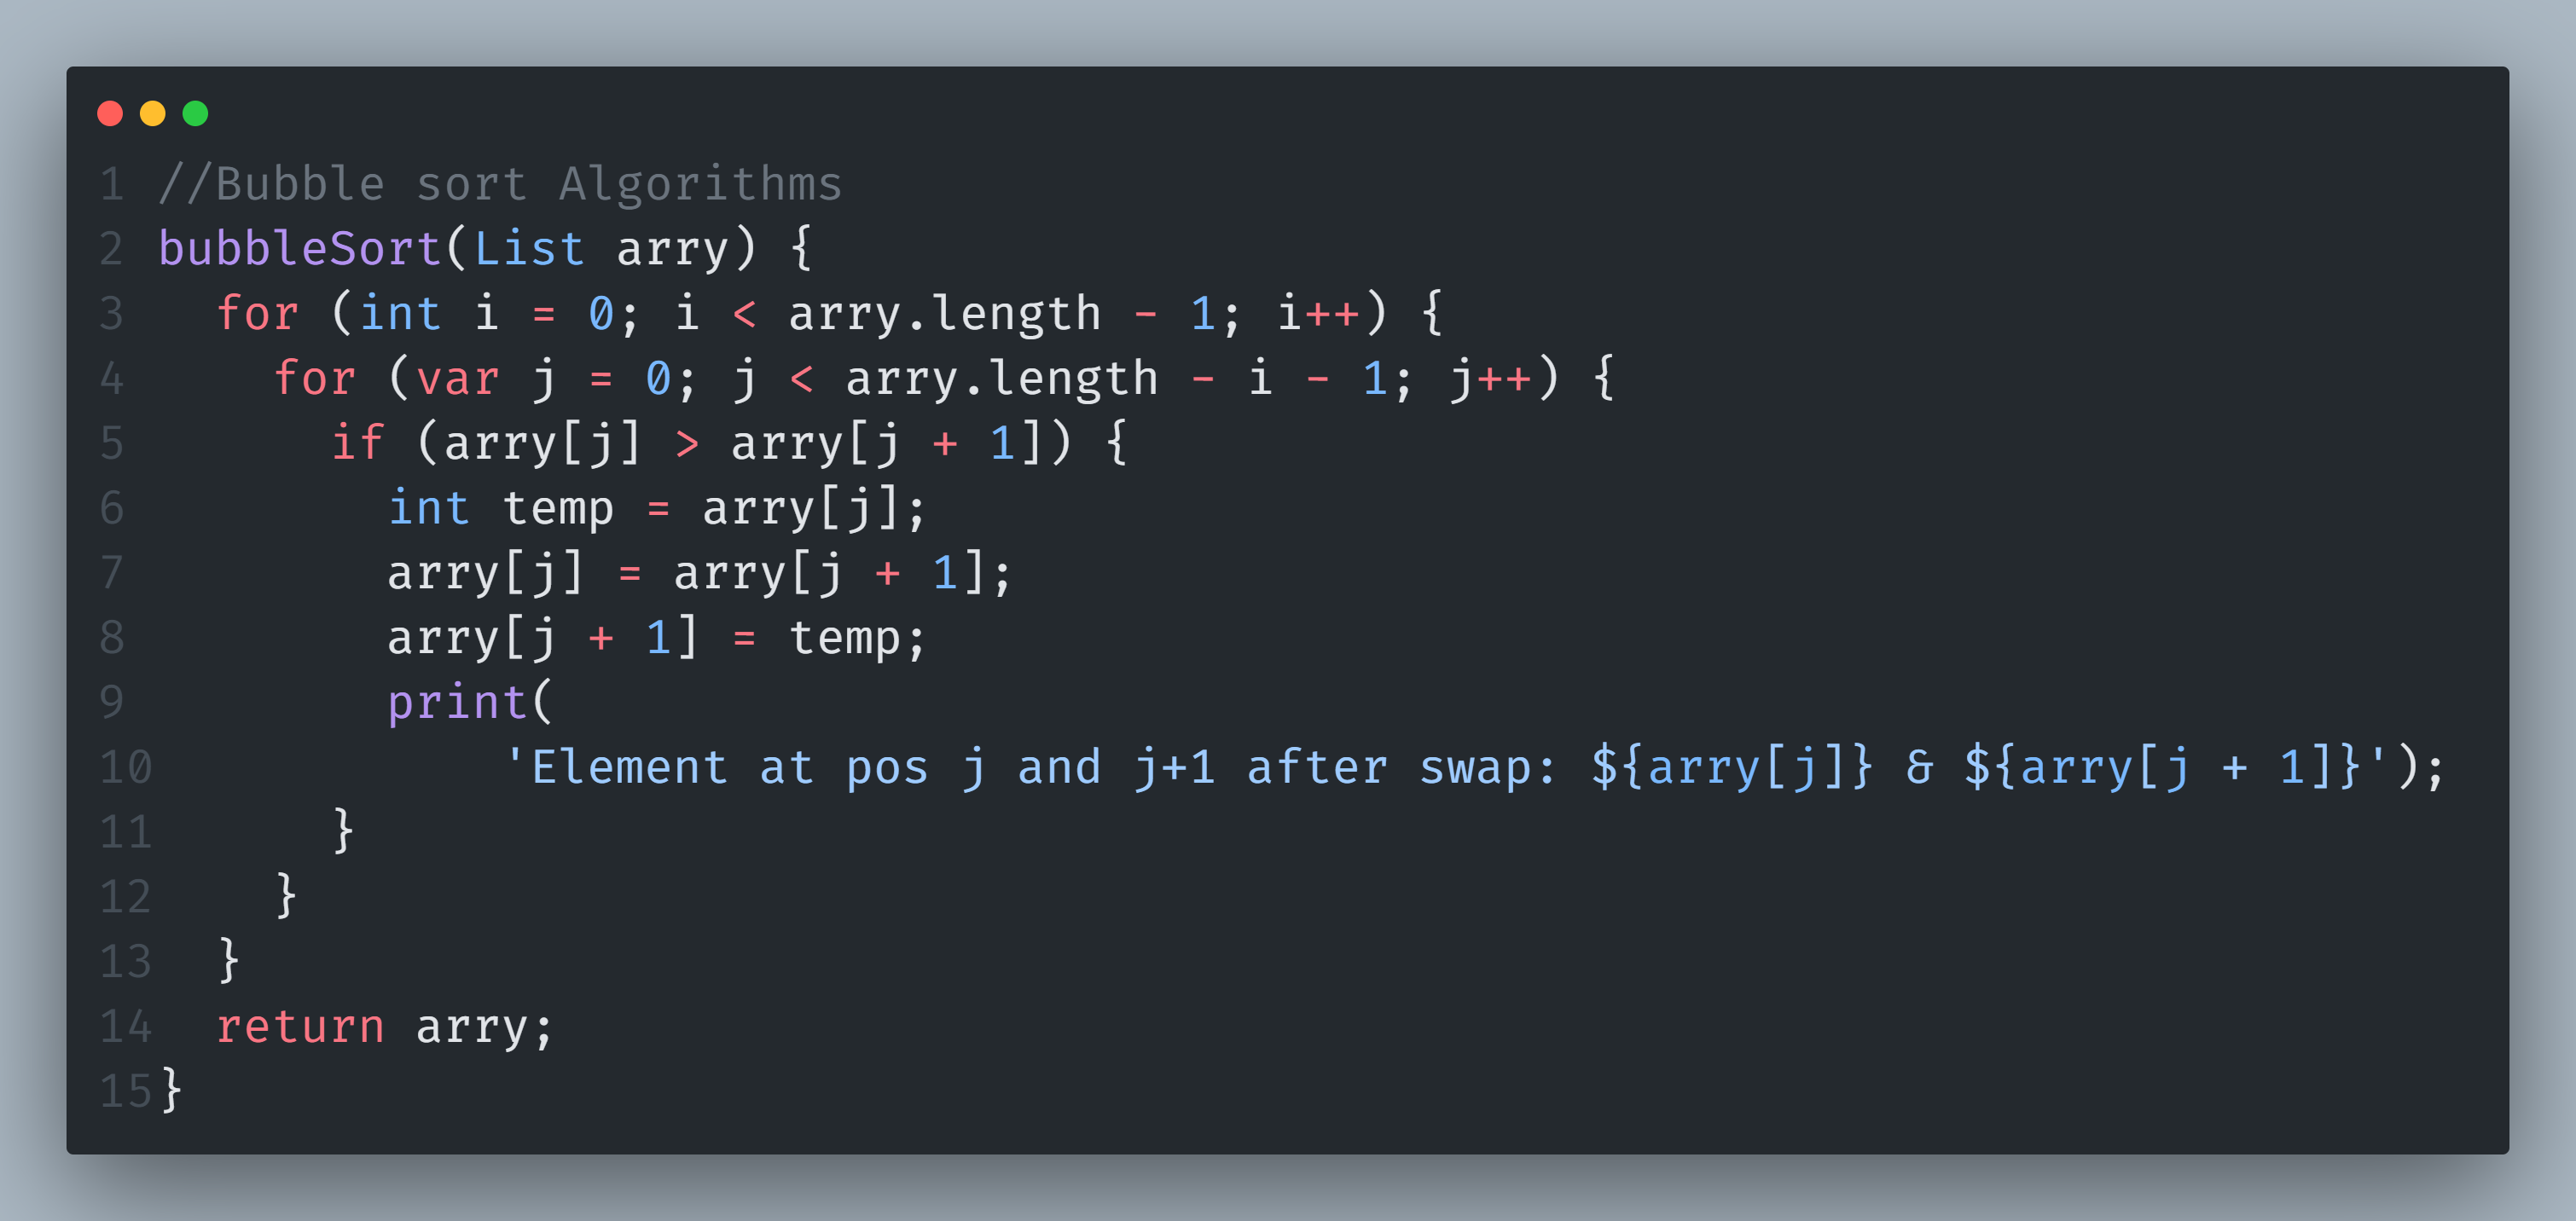 1 //Bubble sort Algorithms
2 bubbleSort(List arry) {
3   for (int i = 0; i < arry.length - 1; i++) {
4     for (var j = 0; j < arry.length - i - 1; j++) {
5       if (arry[j] > arry[j + 1]) {
6         int temp = arry[j];
7         arry[j] = arry[j + 1];
8         arry[j + 1] = temp;
9         print(
10             'Element at pos j and j+1 after swap: ${arry[j]} & ${arry[j + 1]}');
11       }
12     }
13   }
14   return arry;
15 }